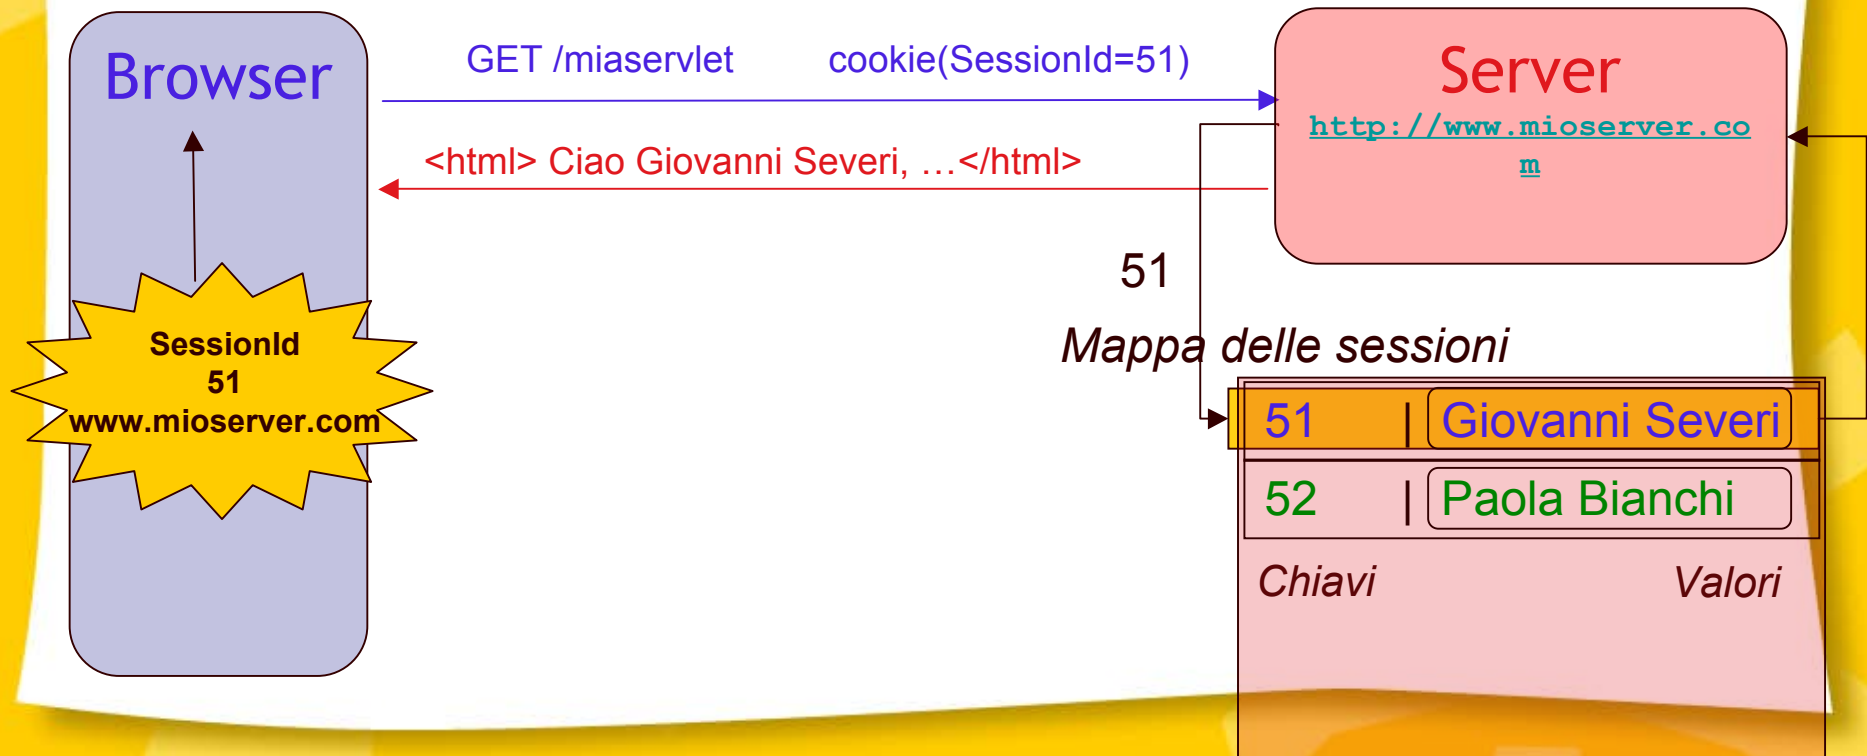 Browser
GET /miaservlet cookie(SessionId=51)
Server
http://www.mioserver.co
m
<html> Ciao Giovanni Severi, …</html>
51
SessionId
51
www.mioserver.com
Mappa delle sessioni
51 | Giovanni Severi
52 | Paola Bianchi
Chiavi Valori